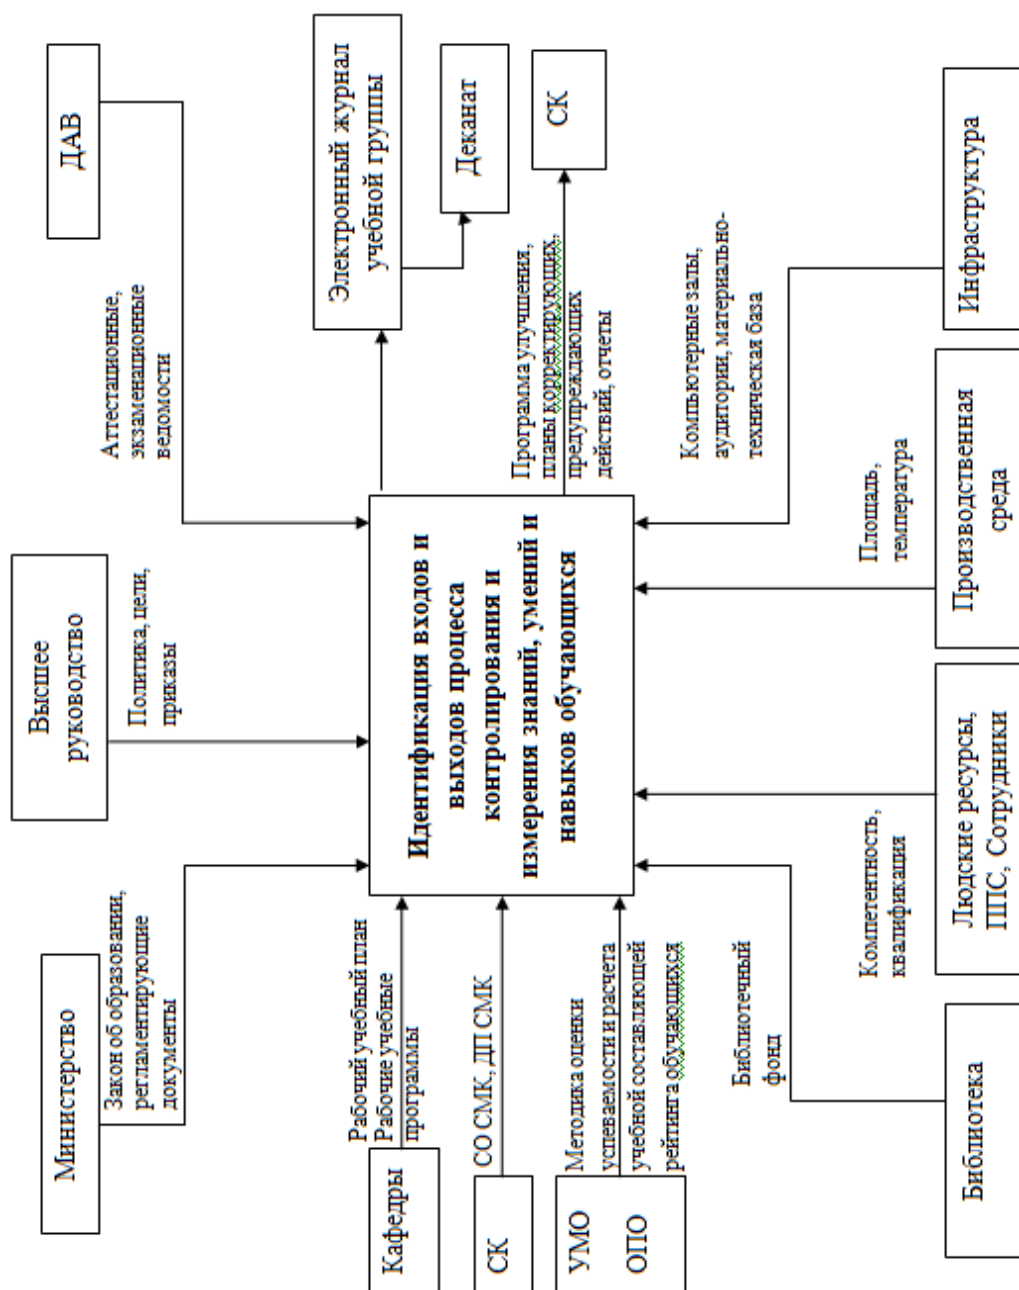 Министерство
Высшее
руководство
ДАВ
Закон об образовании,
регламентирующие
документы
Политика, цели,
приказы
Аттестационные,
экзаменационные
ведомости
Кафедры
Рабочий учебный план
Рабочие учебные
программы
СК
СО СМК, ДП СМК
УМО
ОПО
Методика оценки
успеваемости и расчета
учебной составляющей
рейтинга обучающихся
Идентификация входов и
выходов процесса
контролирования и
измерения знаний, умений и
навыков обучающихся
Электронный журнал
учебной группы
Деканат
Программа улучшения,
планы корректирующих,
предупреждающих
действий, отчеты
СК
Библиотечный
фонд
Компетентность,
квалификация
Площадь,
температура
Компьютерные залы,
аудитории, материально-
техническая база
Библиотека
Людские ресурсы,
ППС, Сотрудники
Производственная
среда
Инфраструктура